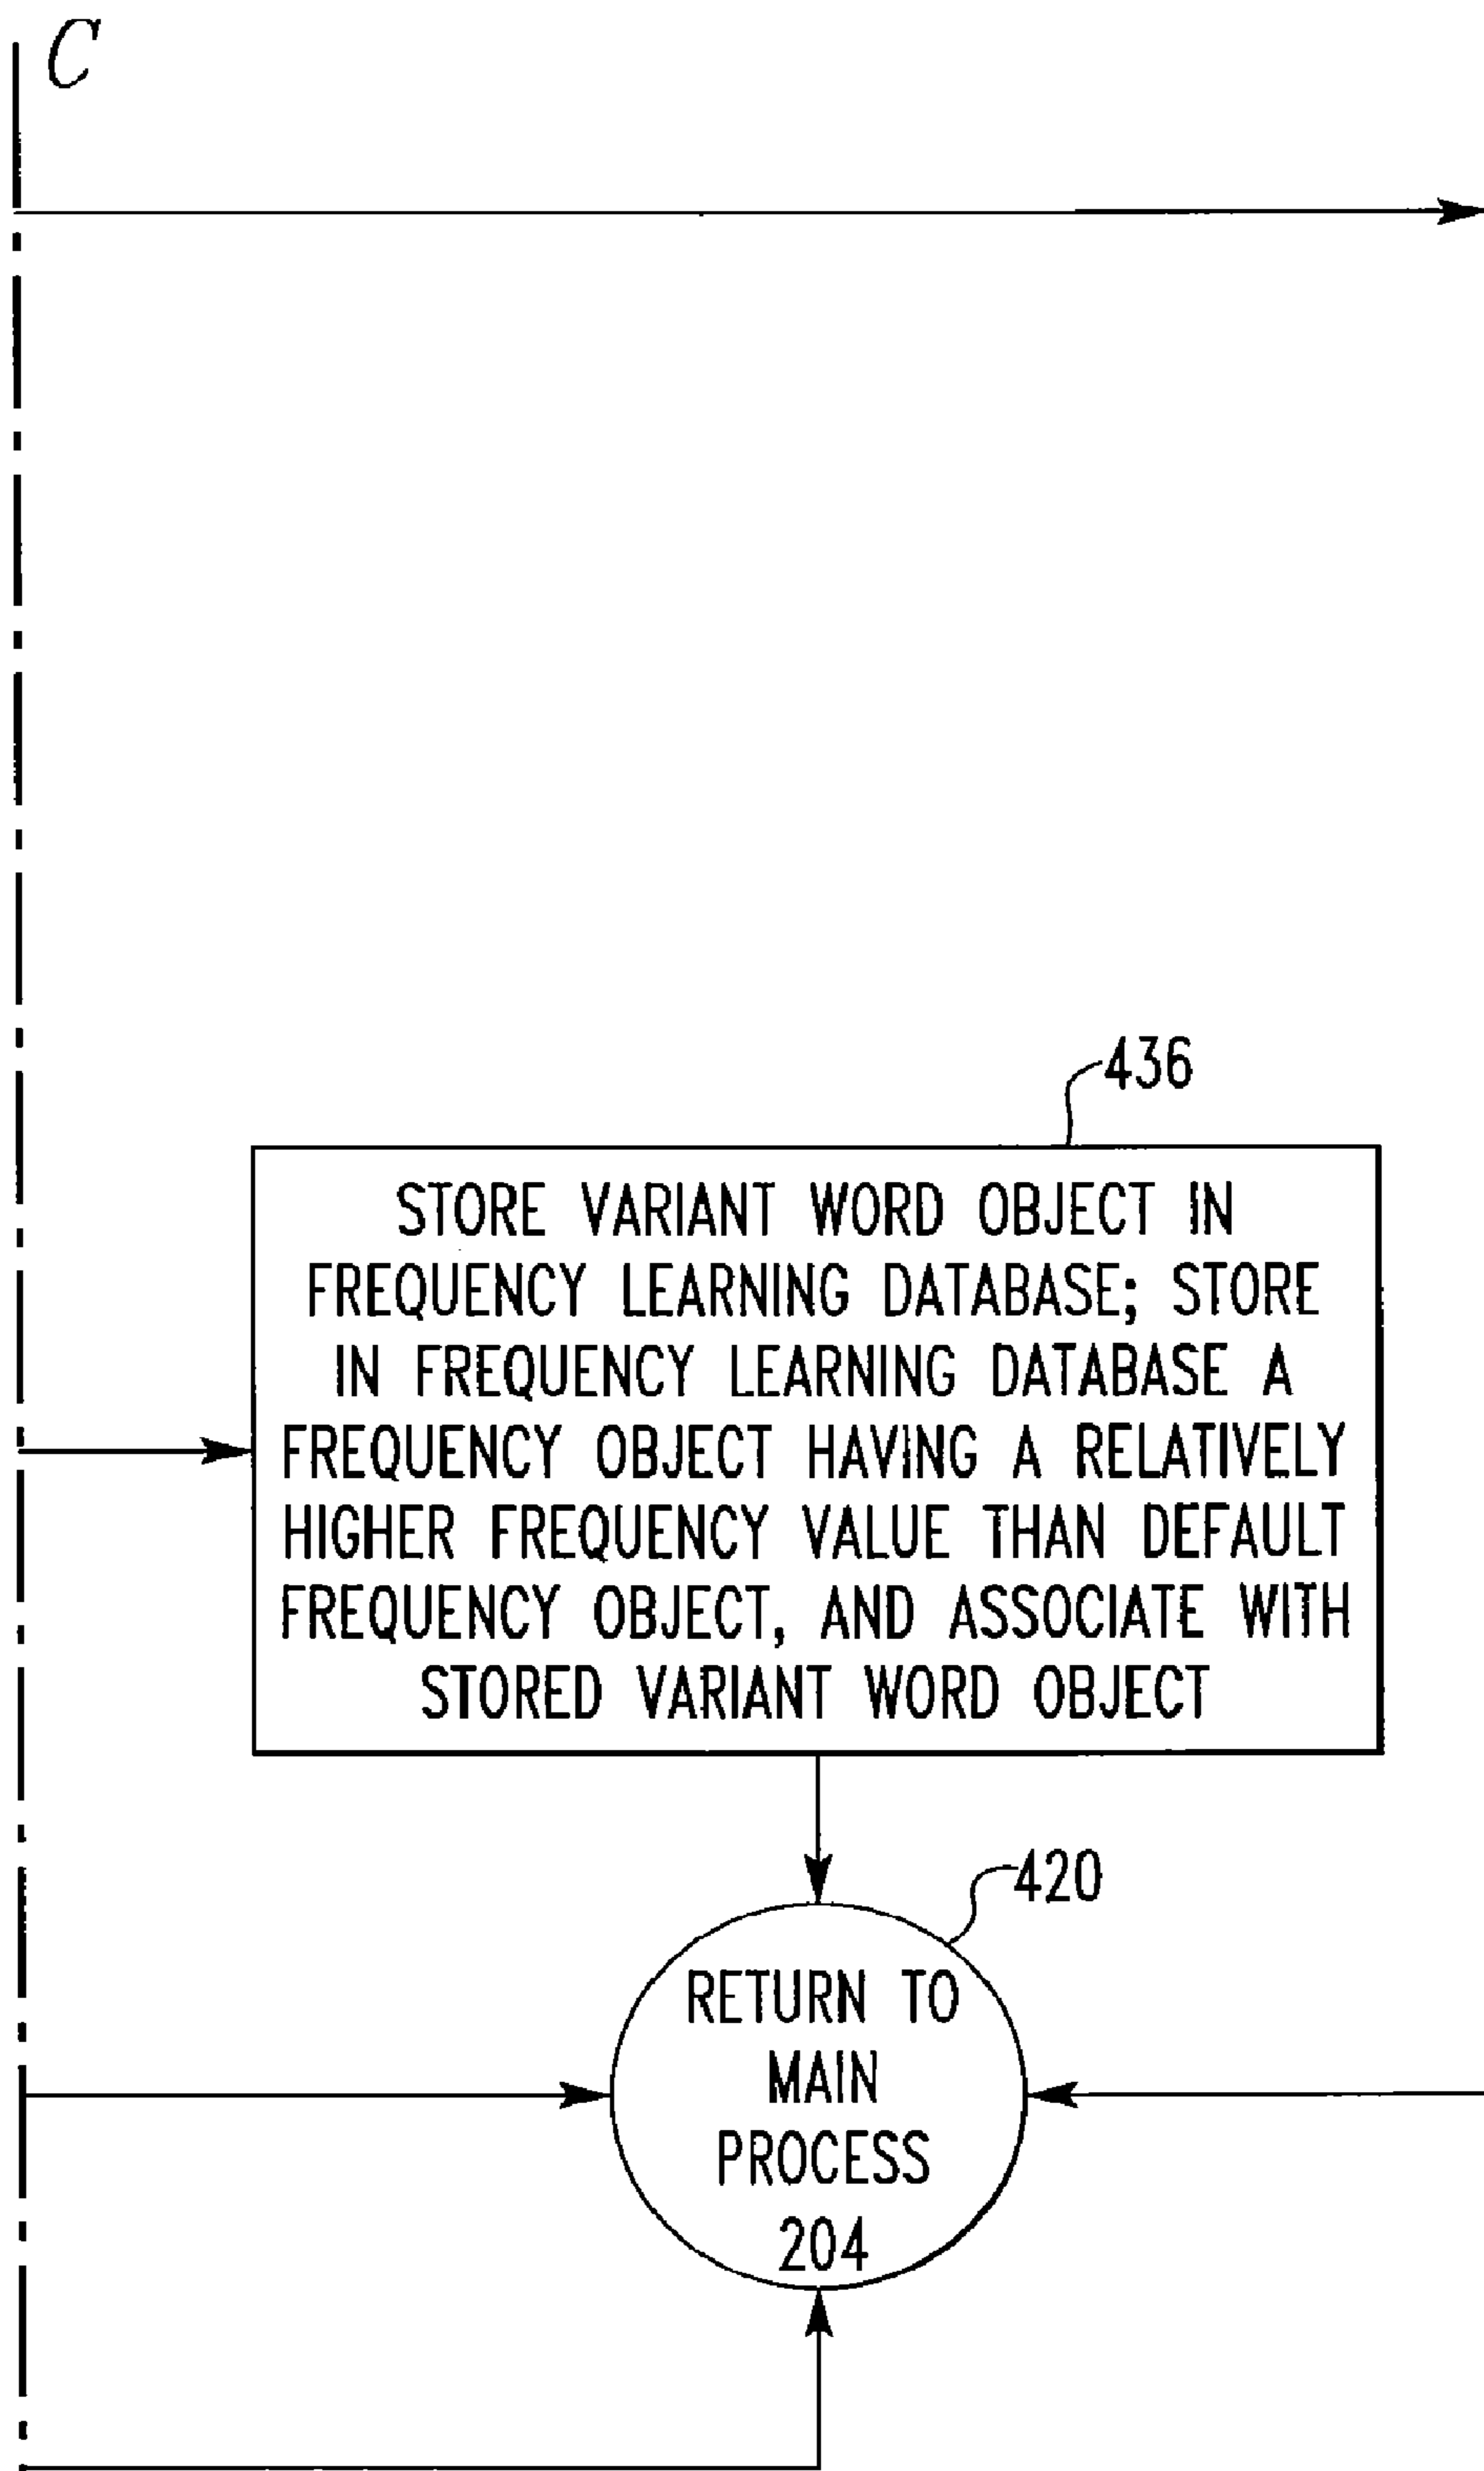 C
436
STORE VARIANT WORD OBJECT IN
FREQUENCY LEARNING DATABASE; STORE
IN FREQUENCY LEARNING DATABASE A
FREQUENCY OBJECT HAVING A RELATIVELY
HIGHER FREQUENCY VALUE THAN DEFAULT
FREQUENCY OBJECT, AND ASSOCIATE WITH
STORED VARIANT WORD OBJECT
420
RETURN TO
MAIN
PROCESS
204